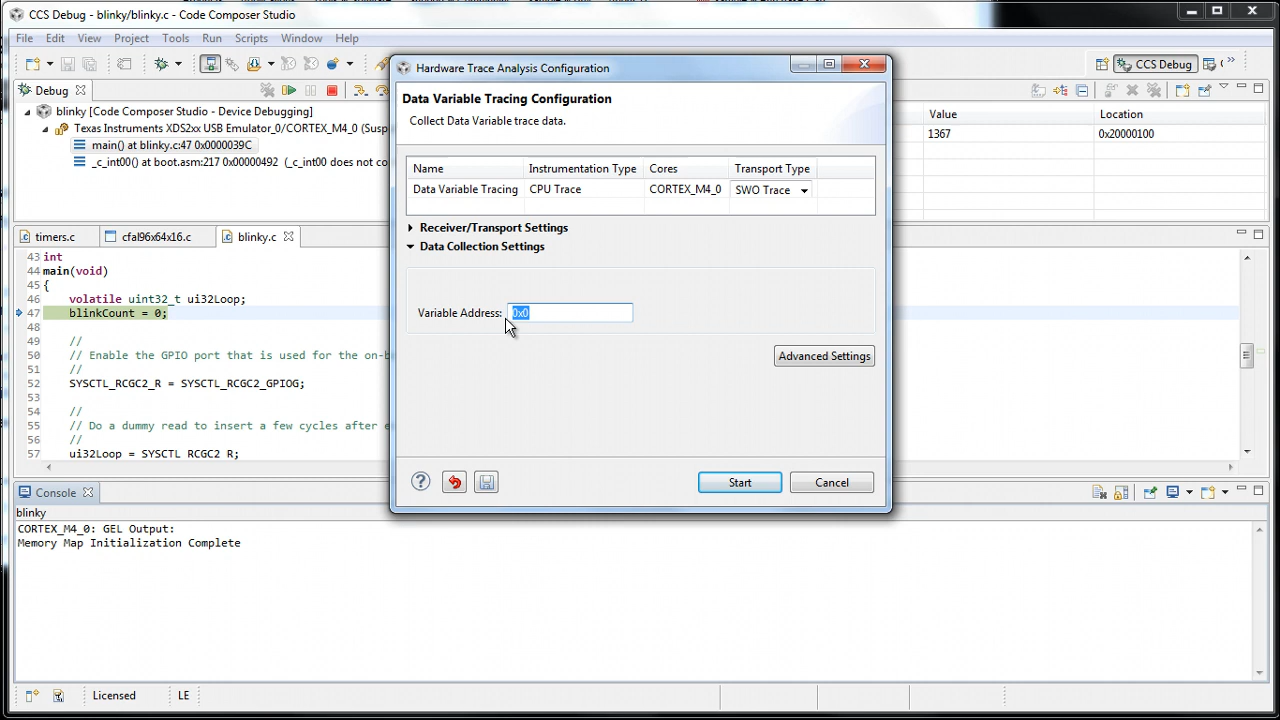 CCS Debug - blinky/blinky.c - Code Composer Studio
File Edit View Project Tools Run Scripts Window Help
CCS Debug
Debug
blinky [Code Composer Studio - Device Debugging]
Texas Instruments XDS2xx USB Emulator_0/CORTEX_M4_0 (Susp
main() at blinky.c:47 0x0000039C
_c_int00() at boot.asm:217 0x00000492 (_c_int00 does not co
Value Location
1367 0x20000100
Hardware Trace Analysis Configuration
Data Variable Tracing Configuration
Collect Data Variable trace data.
Name Instrumentation Type Cores Transport Type
Data Variable Tracing CPU Trace CORTEX_M4_0 SWO Trace
Receiver/Transport Settings
Data Collection Settings
Variable Address: 0x0
Advanced Settings
? Start Cancel
timers.c cfal96x64x16.c blinky.c
43 int
44 main(void)
45 {
46 volatile uint32_t ui32Loop;
47 blinkCount = 0;
48
49 //
50 // Enable the GPIO port that is used for the on-b
51 //
52 SYSCTL_RCGC2_R = SYSCTL_RCGC2_GPIOG;
53
54 //
55 // Do a dummy read to insert a few cycles after e
56 //
57 ui32Loop = SYSCTL_RCGC2_R;
Console
blinky
CORTEX_M4_0: GEL Output:
Memory Map Initialization Complete
Licensed LE